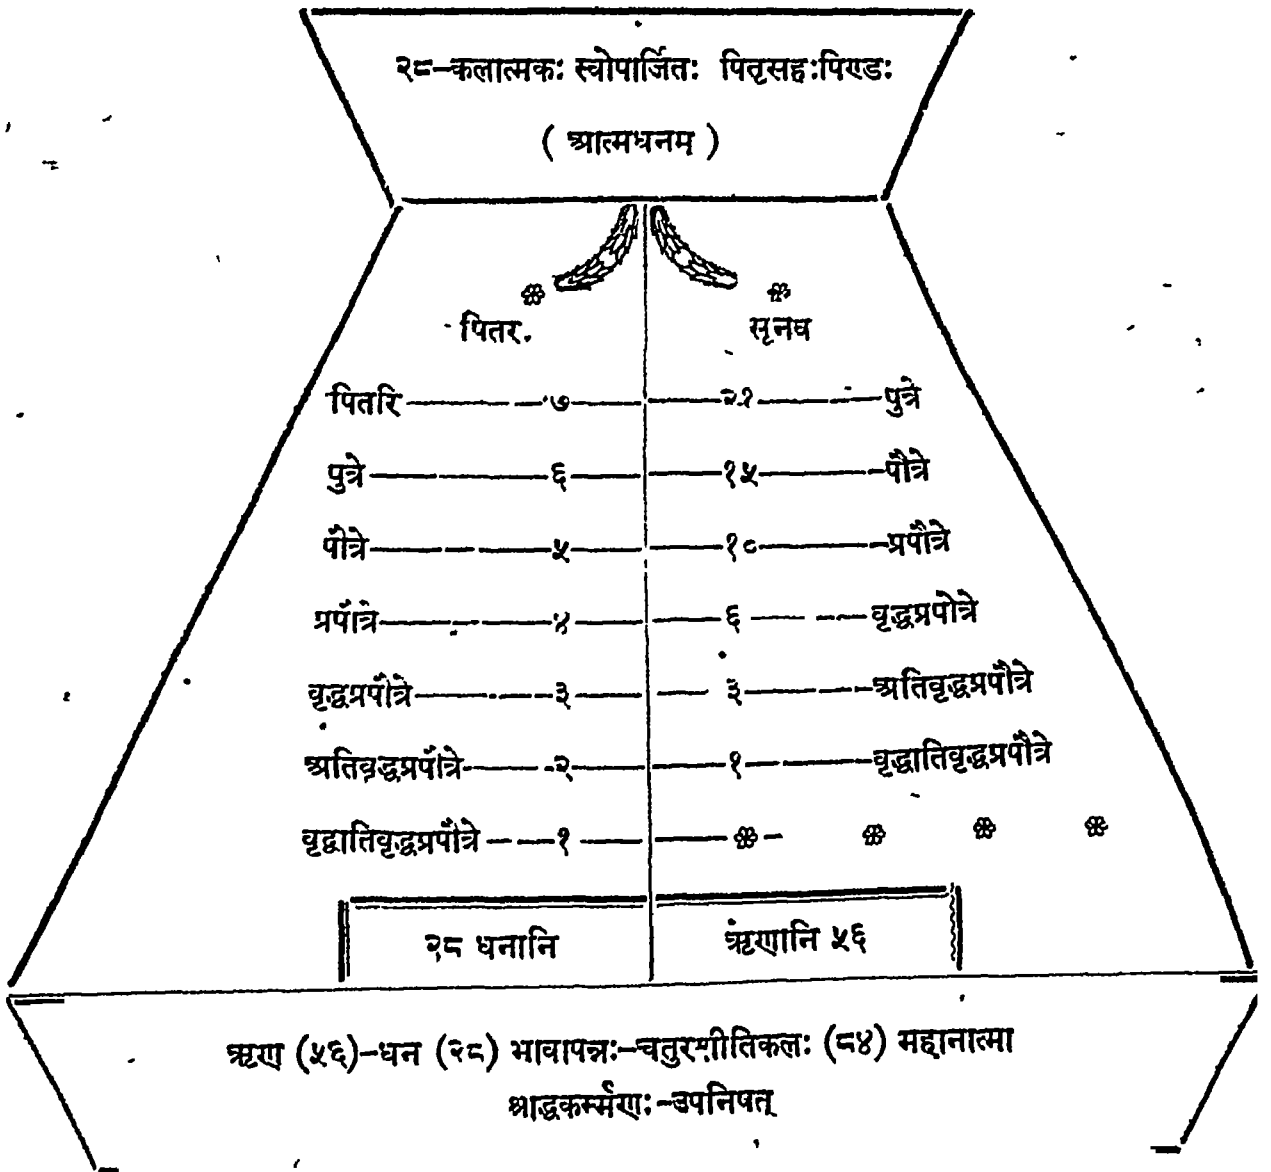 २८–कलात्मकः स्वोपार्जितः पितृसहःपिण्डः
( आत्मधनम् )
पितर. सूनव
पितरि ७ २१ पुत्रे
पुत्रे ६ १५ पौत्रे
पौत्रे ५ १० प्रपौत्रे
प्रपौत्रे ४ ६ वृद्धप्रपौत्रे
वृद्धप्रपौत्रे ३ ३ अतिवृद्धप्रपौत्रे
अतिवृद्धप्रपौत्रे २ १ वृद्धातिवृद्धप्रपौत्रे
वृद्धातिवृद्धप्रपौत्रे १
२८ धनानि ऋणानि ५६
ऋण (५६)–धन (२८) भावापन्नः–चतुरशीतिकलः (८४) महानात्मा
श्राद्धकर्म्मणः–उपनिषत्